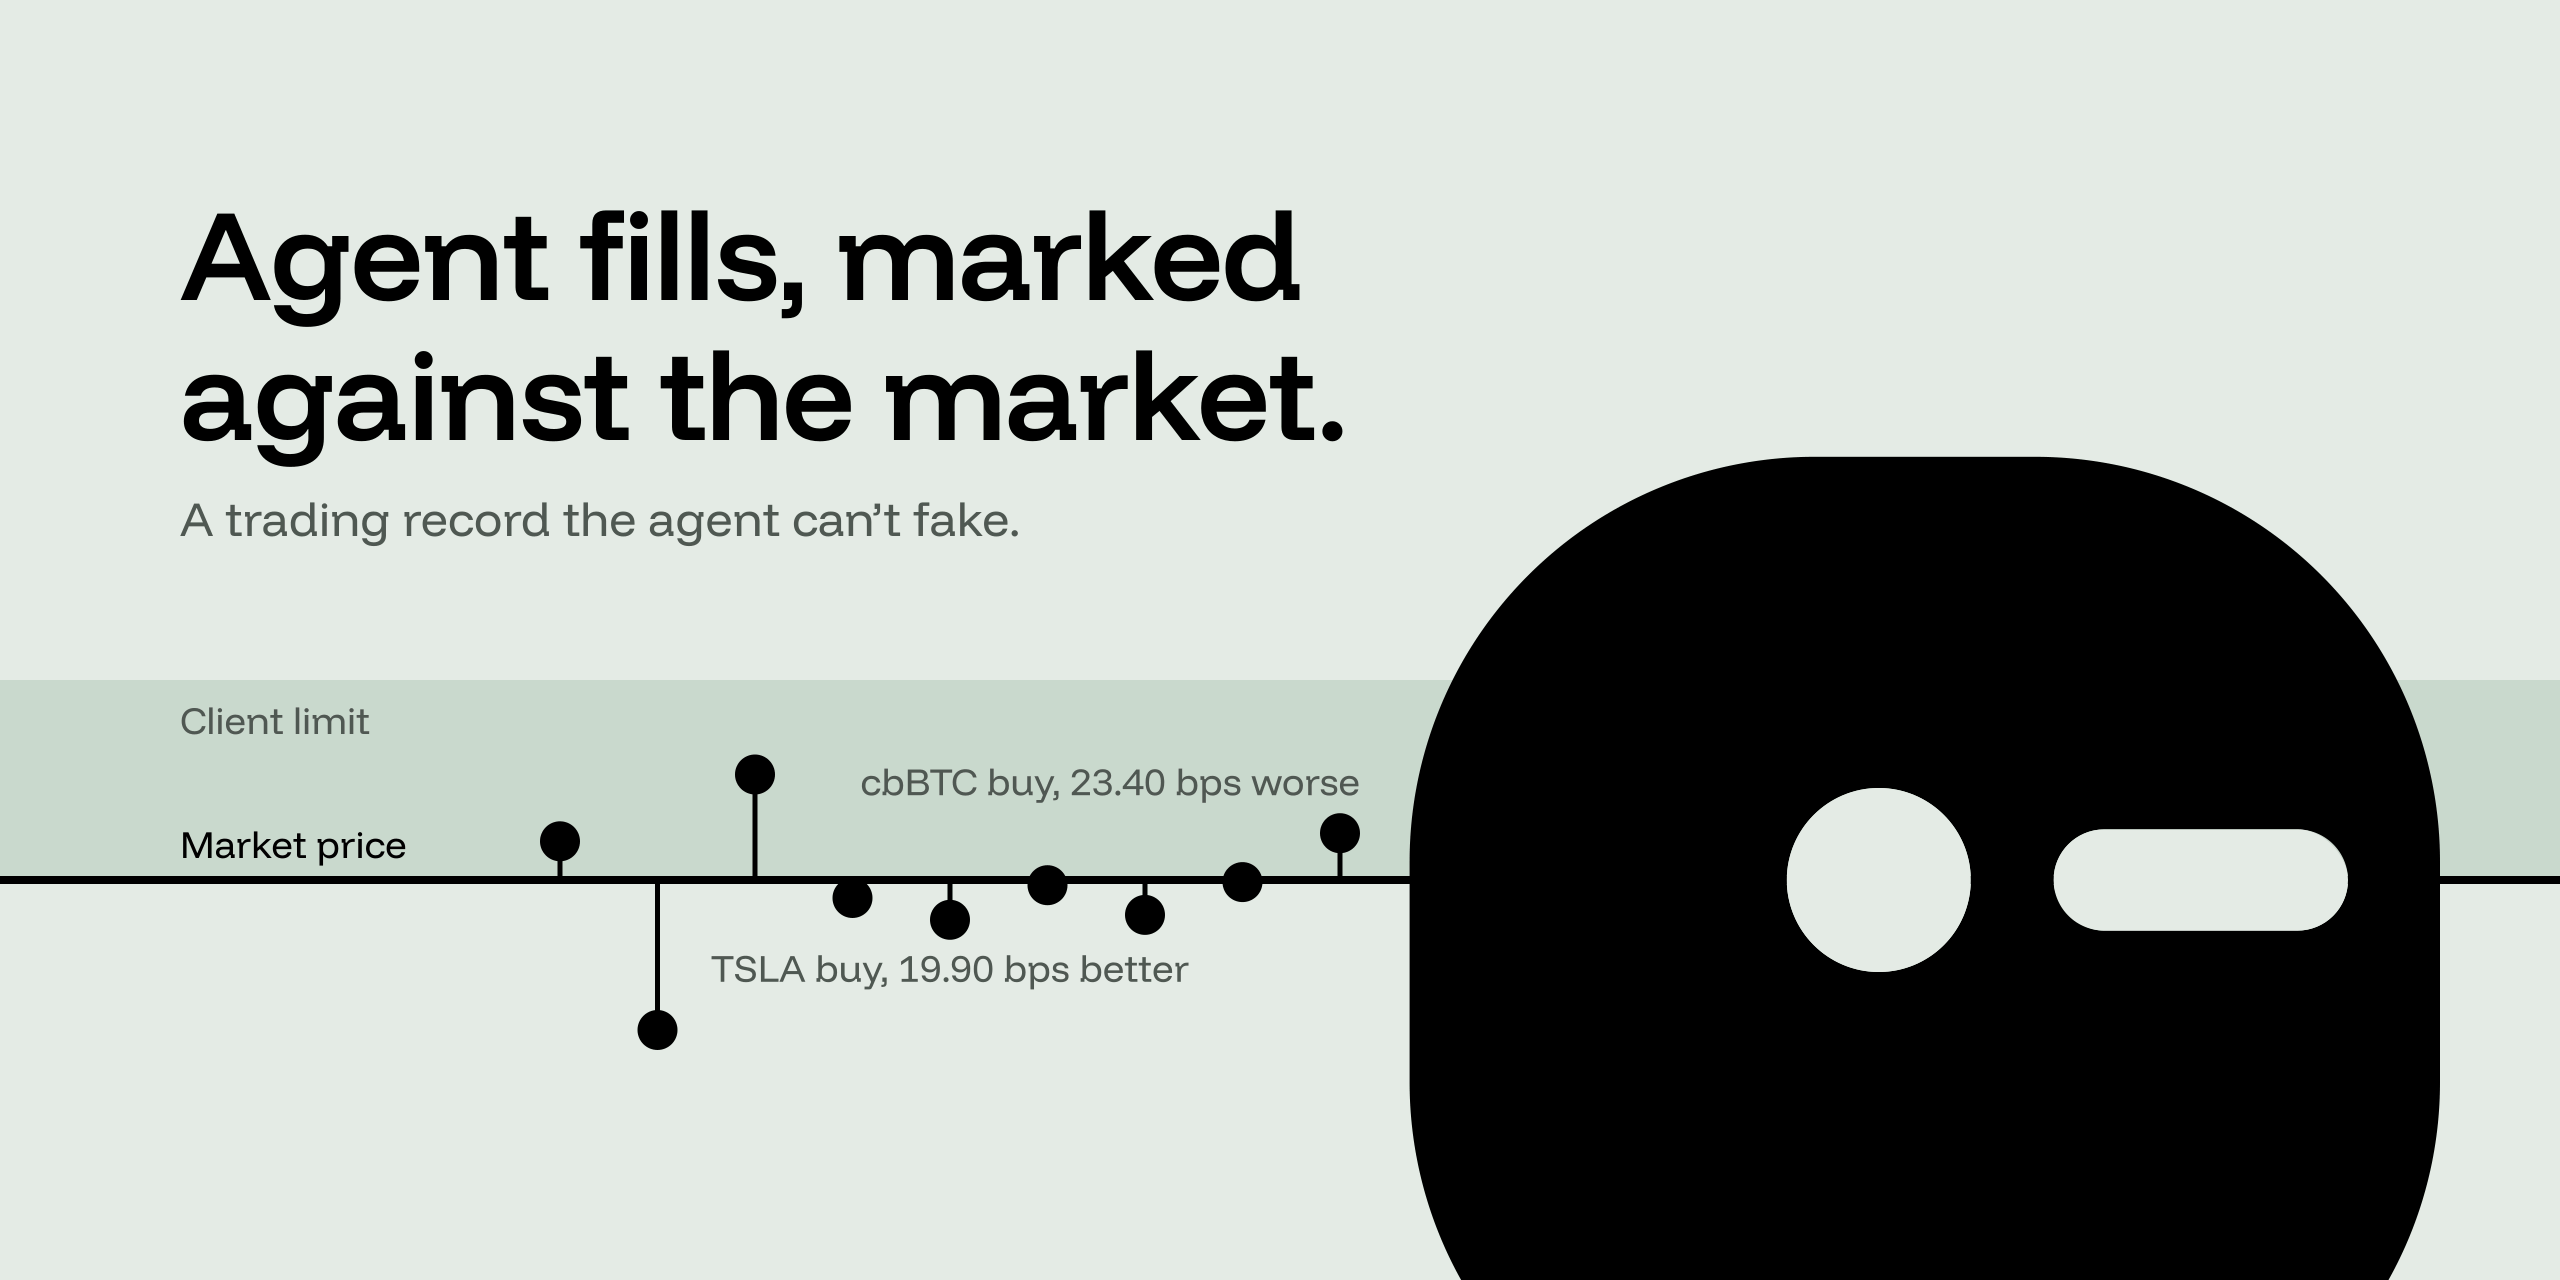 Agent fills, marked
against the market.
A trading record the agent can’t fake.
Client limit
cbBTC buy, 23.40 bps worse
Market price
TSLA buy, 19.90 bps better